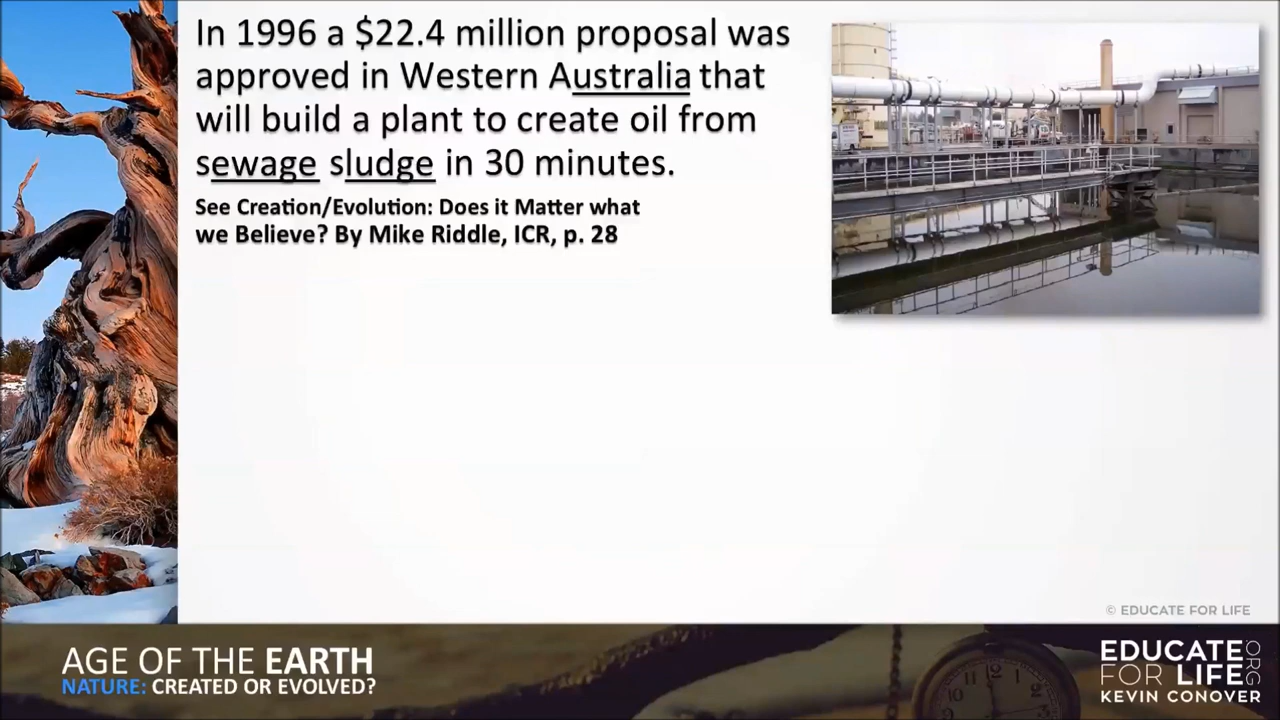 In 1996 a $22.4 million proposal was
approved in Western Australia that
will build a plant to create oil from
sewage sludge in 30 minutes.
See Creation/Evolution: Does it Matter what
we Believe? By Mike Riddle, ICR, p. 28
© EDUCATE FOR LIFE
AGE OF THE EARTH
NATURE: CREATED OR EVOLVED?
EDUCATE
FOR LIFE.ORG
KEVIN CONOVER